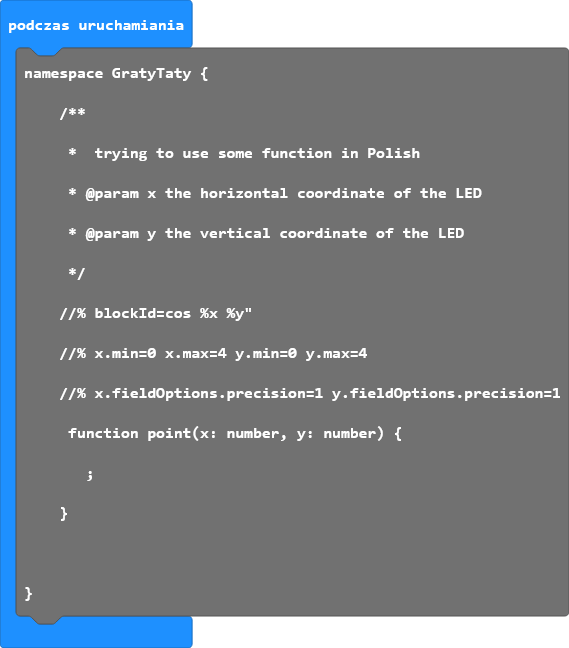 podczas uruchamiania
namespace GratyTaty {
/**
* trying to use some function in Polish
* @param x the horizontal coordinate of the LED
* @param y the vertical coordinate of the LED
*/
//% blockId=cos %x %y"
//% x.min=0 x.max=4 y.min=0 y.max=4
//% x.fieldOptions.precision=1 y.fieldOptions.precision=1
function point(x: number, y: number) {
;
}
}